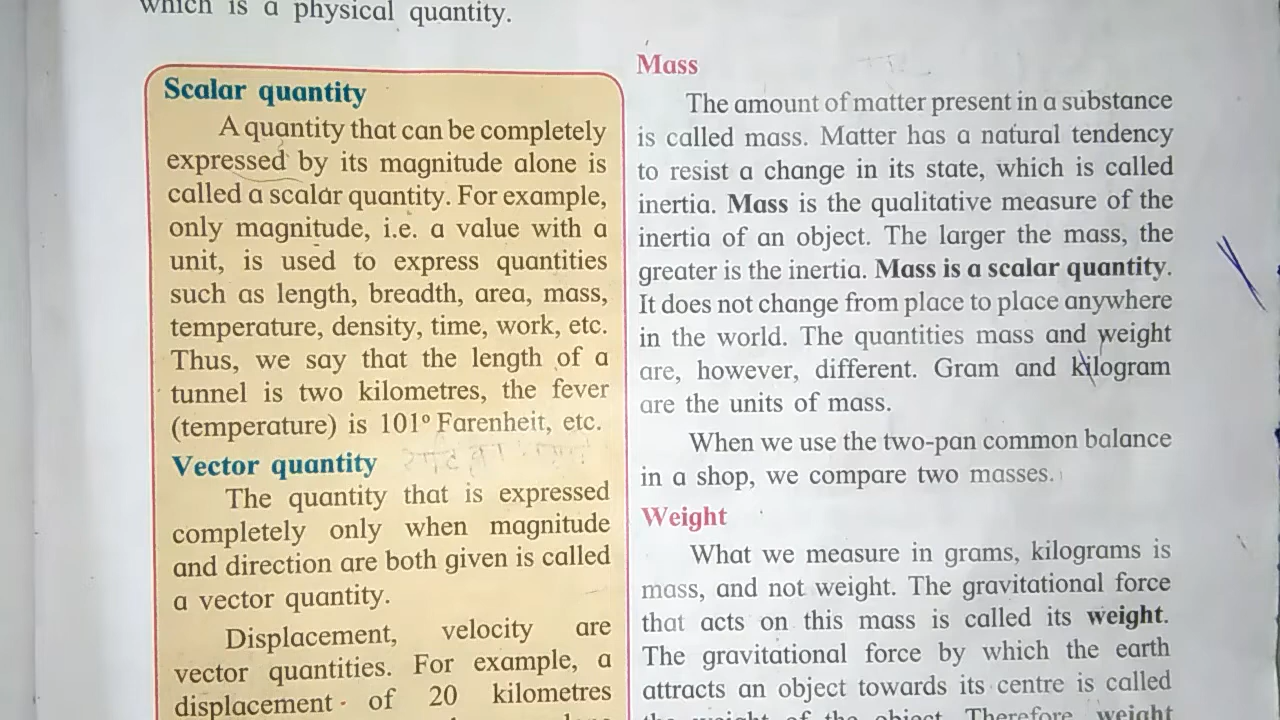 which is a physical quantity.
Scalar quantity
A quantity that can be completely
expressed by its magnitude alone is
called a scalar quantity. For example,
only magnitude, i.e. a value with a
unit, is used to express quantities
such as length, breadth, area, mass,
temperature, density, time, work, etc.
Thus, we say that the length of a
tunnel is two kilometres, the fever
(temperature) is 101° Farenheit, etc.
Vector quantity
The quantity that is expressed
completely only when magnitude
and direction are both given is called
a vector quantity.
Displacement, velocity are
vector quantities. For example, a
displacement of 20 kilometres
Mass
The amount of matter present in a substance
is called mass. Matter has a natural tendency
to resist a change in its state, which is called
inertia. Mass is the qualitative measure of the
inertia of an object. The larger the mass, the
greater is the inertia. Mass is a scalar quantity.
It does not change from place to place anywhere
in the world. The quantities mass and weight
are, however, different. Gram and kilogram
are the units of mass.
When we use the two-pan common balance
in a shop, we compare two masses.
Weight
What we measure in grams, kilograms is
mass, and not weight. The gravitational force
that acts on this mass is called its weight.
The gravitational force by which the earth
attracts an object towards its centre is called
the weight of the object. Therefore, weight